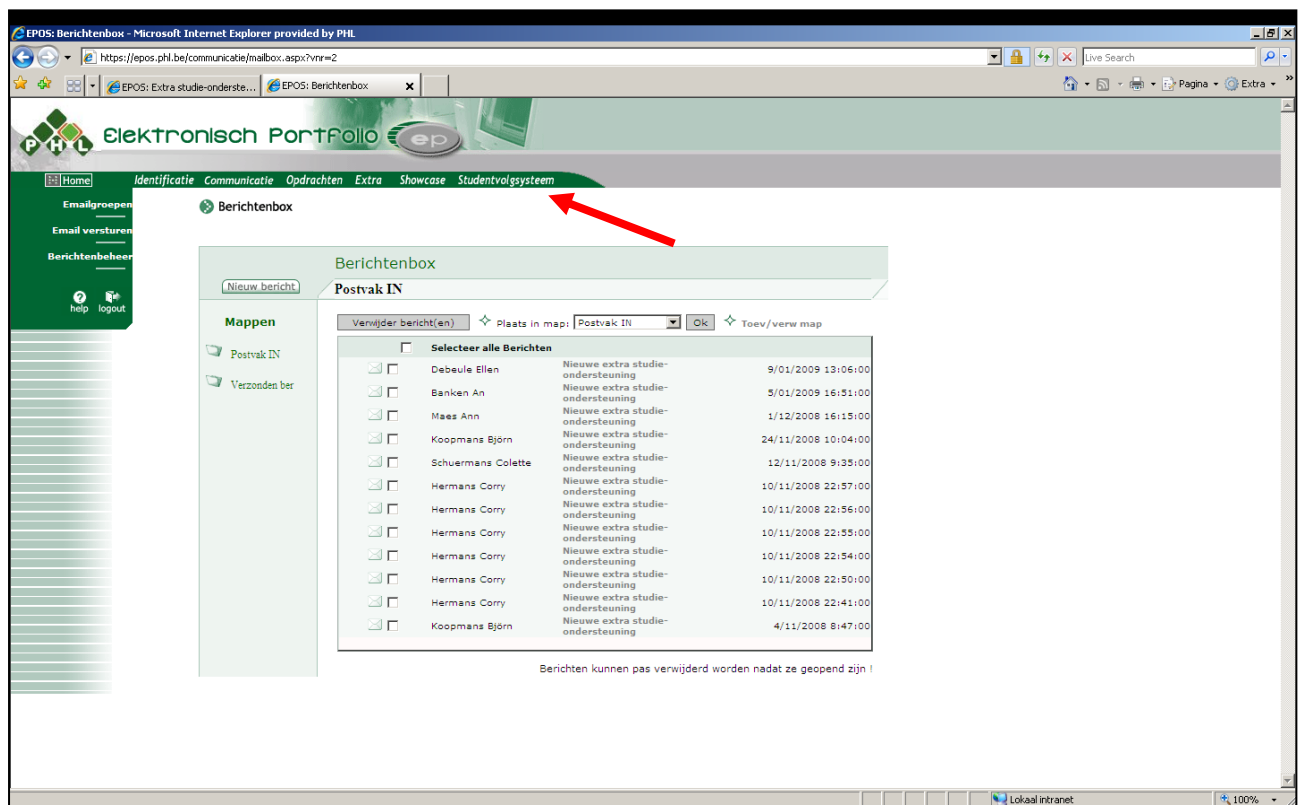 EPOS: Berichtenbox - Microsoft Internet Explorer provided by PHL
https://epos.phl.be/communicatie/mailbox.aspx?vnr=2
Live Search
EPOS: Extra studie-onderste...
EPOS: Berichtenbox
Pagina
Extra
PHL
Elektronisch Portfolio ep
Home
Identificatie Communicatie Opdrachten Extra Showcase Studentvolgsysteem
Emailgroepen
Email versturen
Berichtenbeheer
help logout
Berichtenbox
Berichtenbox
Nieuw bericht
Postvak IN
Mappen
Postvak IN
Verzonden ber
Verwijder bericht(en) Plaats in map: Postvak IN Ok Toev/verw map
Selecteer alle Berichten
Debeule Ellen Nieuwe extra studie-
ondersteuning 9/01/2009 13:06:00
Banken An Nieuwe extra studie-
ondersteuning 5/01/2009 16:51:00
Maes Ann Nieuwe extra studie-
ondersteuning 1/12/2008 16:15:00
Koopmans Björn Nieuwe extra studie-
ondersteuning 24/11/2008 10:04:00
Schuermans Colette Nieuwe extra studie-
ondersteuning 12/11/2008 9:35:00
Hermans Corry Nieuwe extra studie-
ondersteuning 10/11/2008 22:57:00
Hermans Corry Nieuwe extra studie-
ondersteuning 10/11/2008 22:56:00
Hermans Corry Nieuwe extra studie-
ondersteuning 10/11/2008 22:55:00
Hermans Corry Nieuwe extra studie-
ondersteuning 10/11/2008 22:54:00
Hermans Corry Nieuwe extra studie-
ondersteuning 10/11/2008 22:50:00
Hermans Corry Nieuwe extra studie-
ondersteuning 10/11/2008 22:41:00
Koopmans Björn Nieuwe extra studie-
ondersteuning 4/11/2008 8:47:00
Berichten kunnen pas verwijderd worden nadat ze geopend zijn !
Lokaal intranet
100%